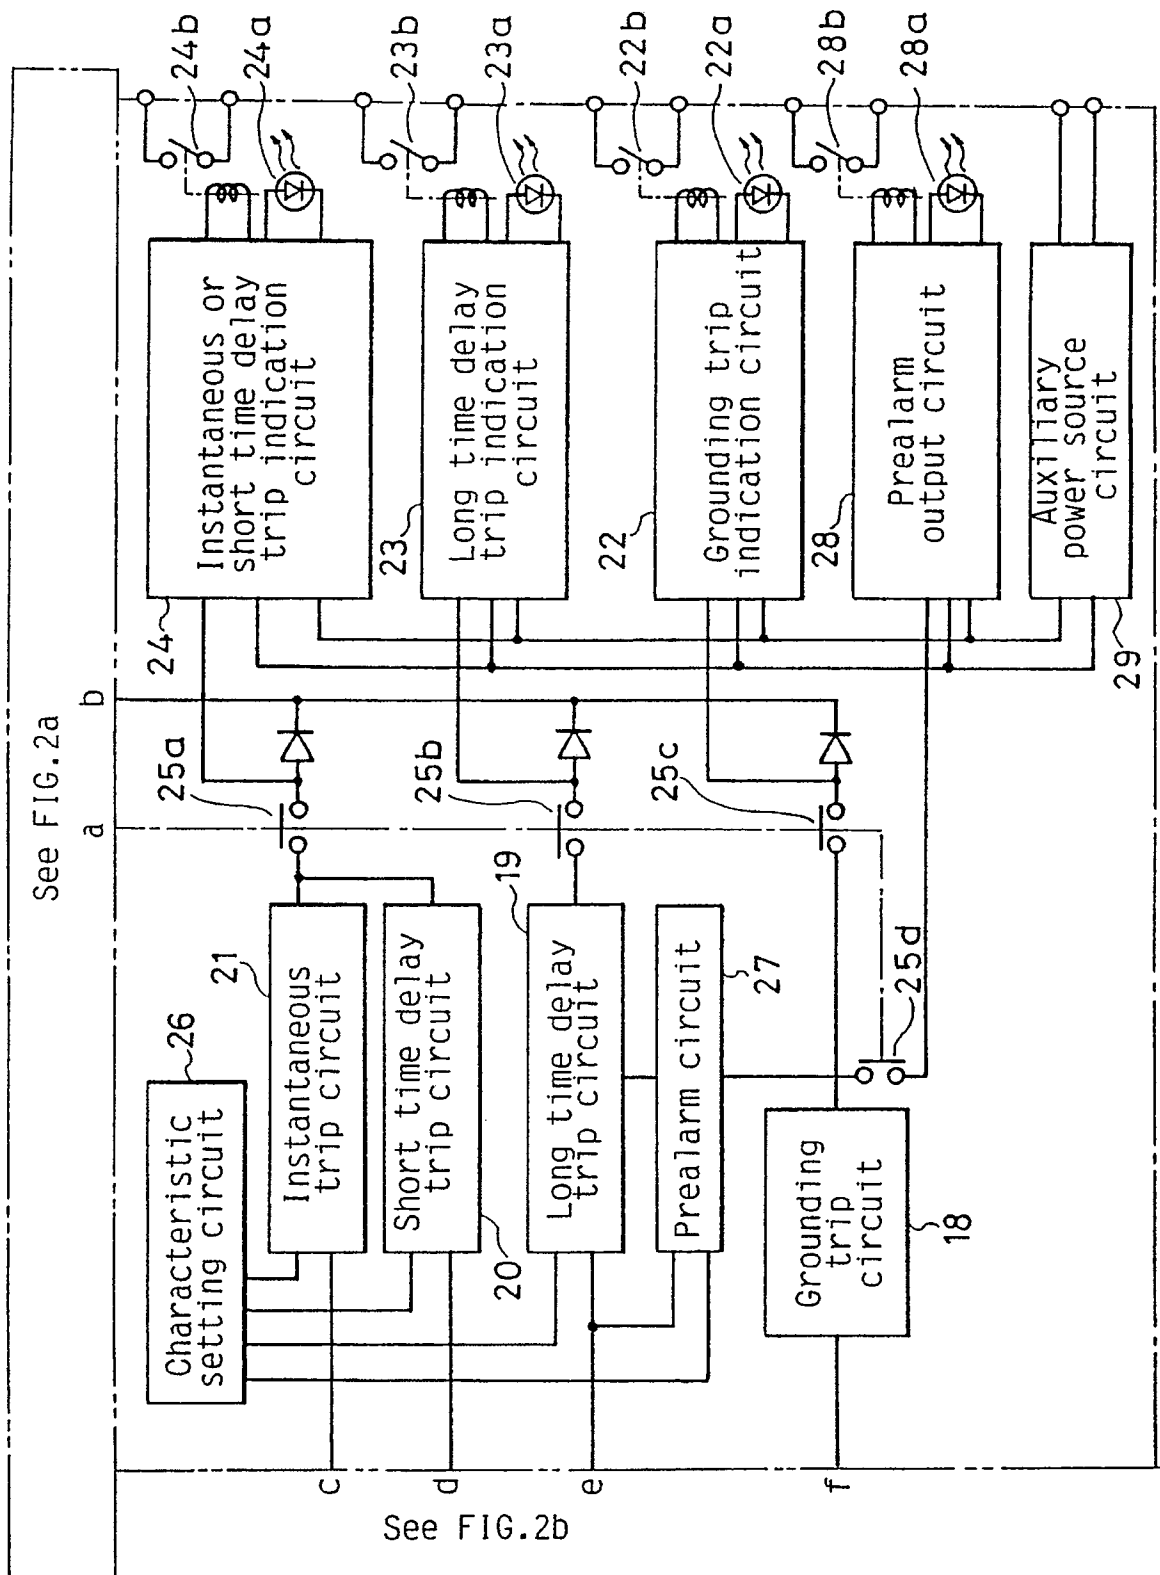 See FIG.2a
a
b
See FIG.2b
c
d
e
f
Characteristic
setting circuit
26
Instantaneous
trip circuit
21
Short time delay
trip circuit
20
Long time delay
trip circuit
19
Prealarm circuit
27
Grounding
trip
circuit
18
25a
25b
25c
25d
Instantaneous or
short time delay
trip indication
circuit
24
Long time delay
trip indication
circuit
23
Grounding trip
indication circuit
22
Prealarm
output circuit
28
Auxiliary
power source
circuit
29
24b
24a
23b
23a
22b
22a
28b
28a